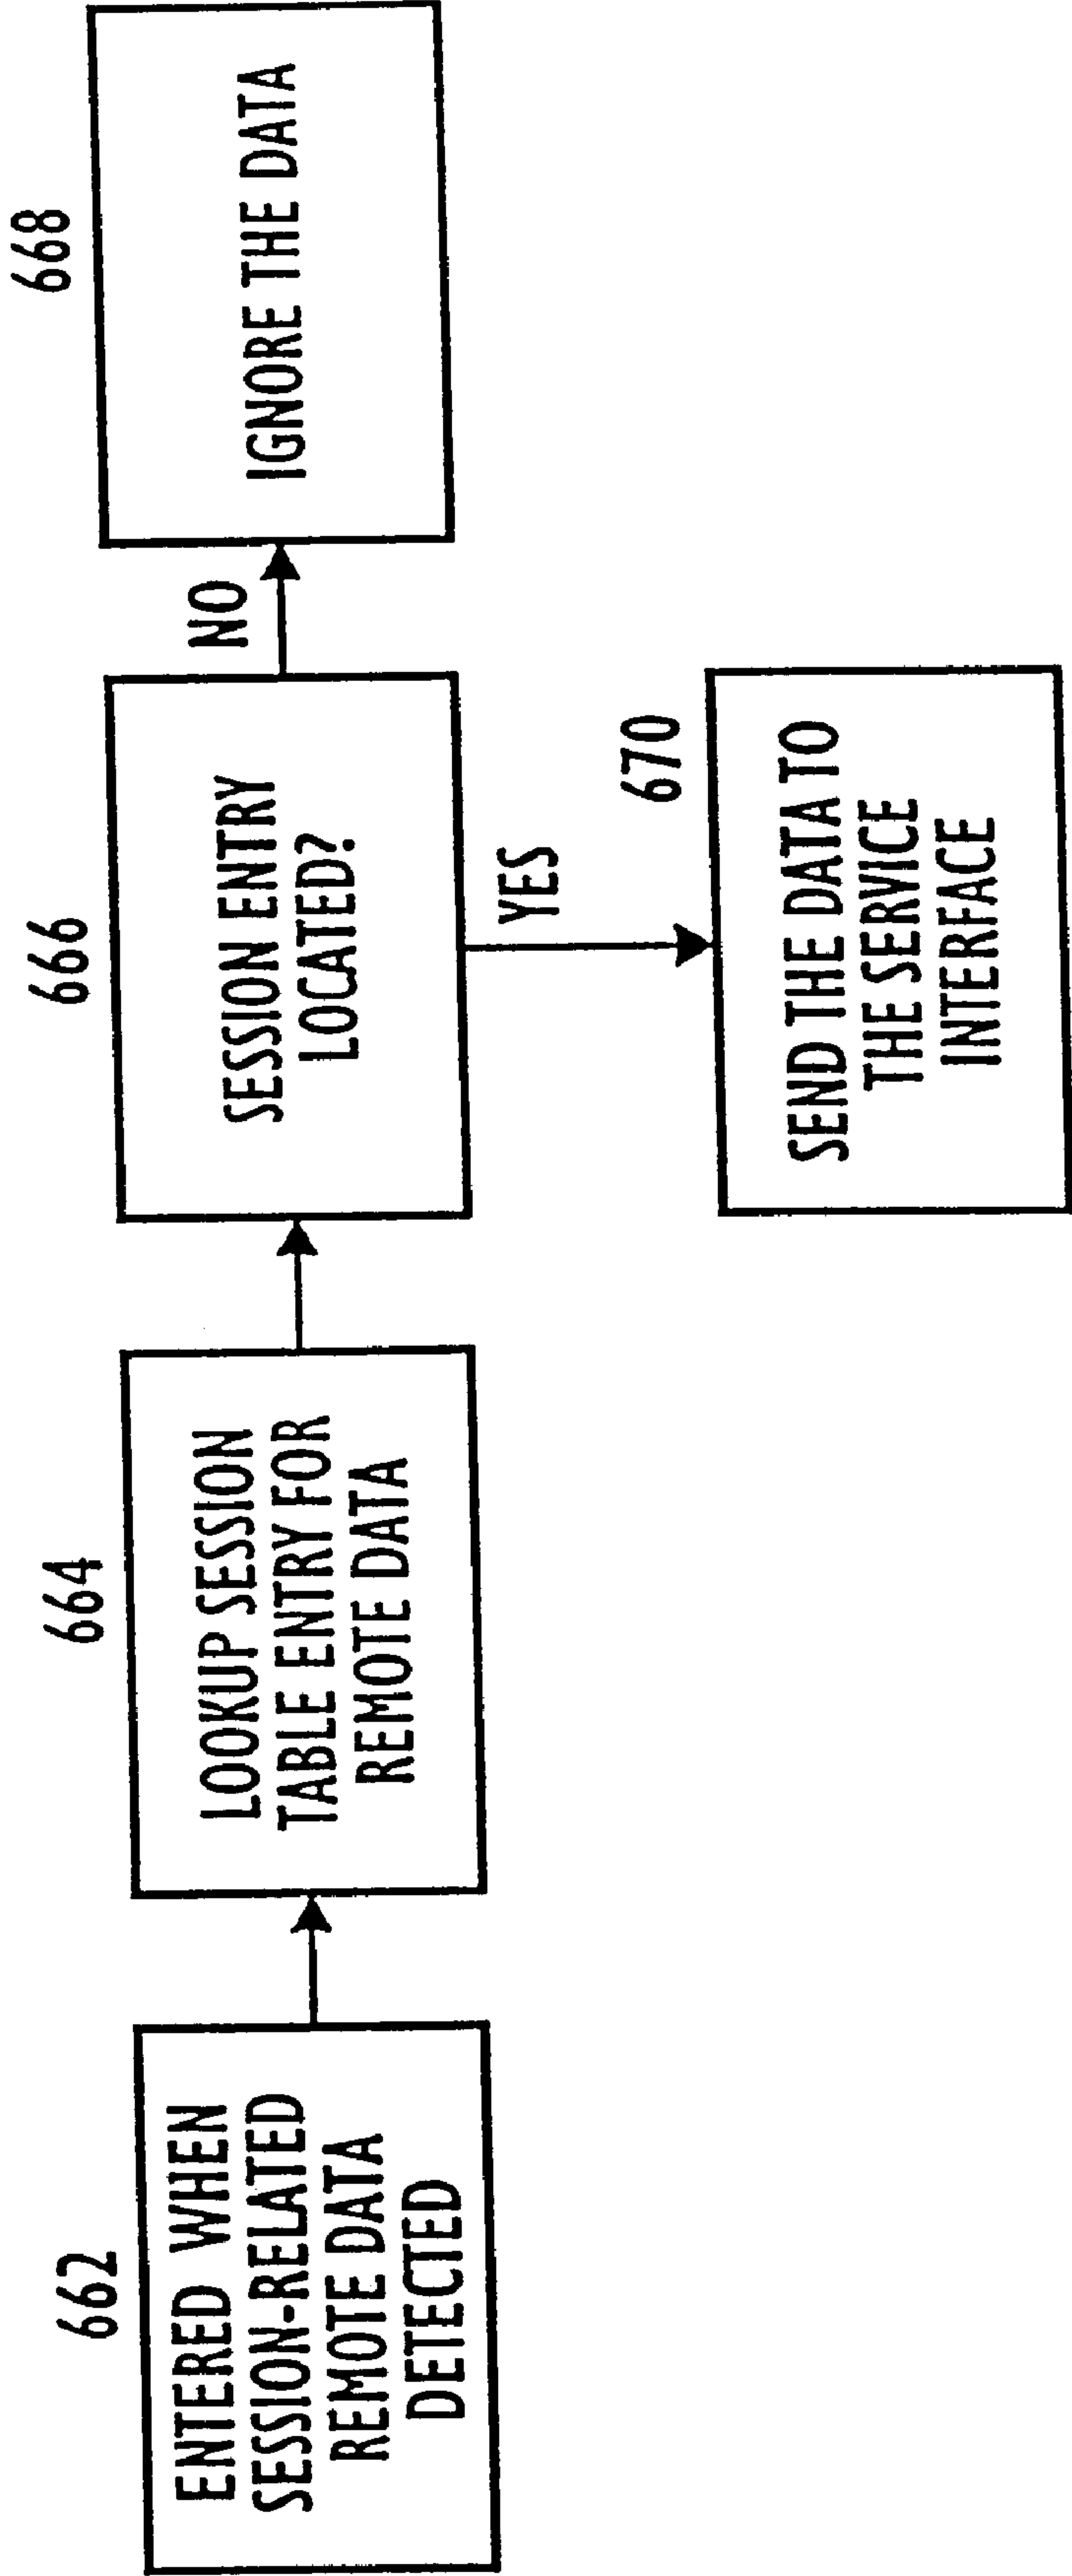 662
ENTERED WHEN
SESSION-RELATED
REMOTE DATA
DETECTED
664
LOOKUP SESSION
TABLE ENTRY FOR
REMOTE DATA
666
SESSION ENTRY
LOCATED?
NO
668
IGNORE THE DATA
YES
670
SEND THE DATA TO
THE SERVICE
INTERFACE